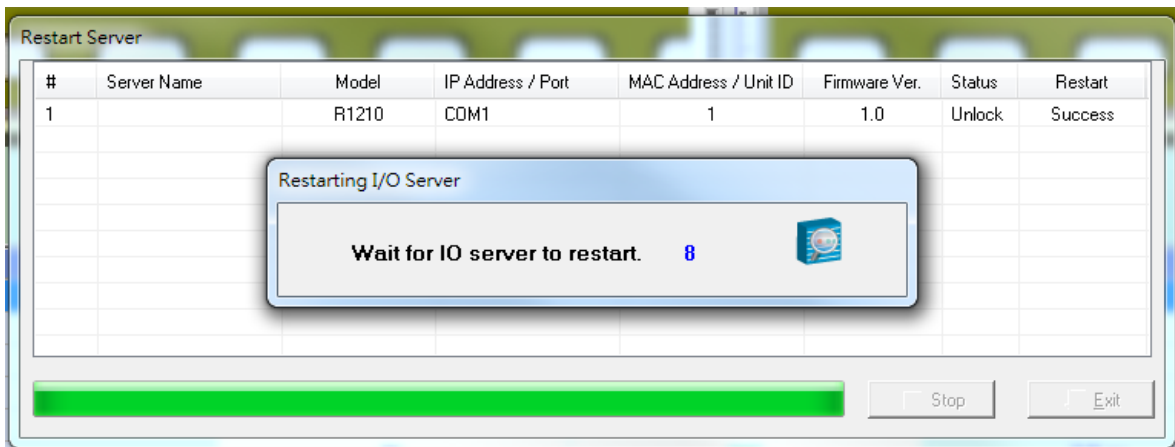 Restart Server
# Server Name Model IP Address / Port MAC Address / Unit ID Firmware Ver. Status Restart
1 R1210 COM1 1 1.0 Unlock Success
Restarting I/O Server
Wait for IO server to restart. 8
Stop Exit